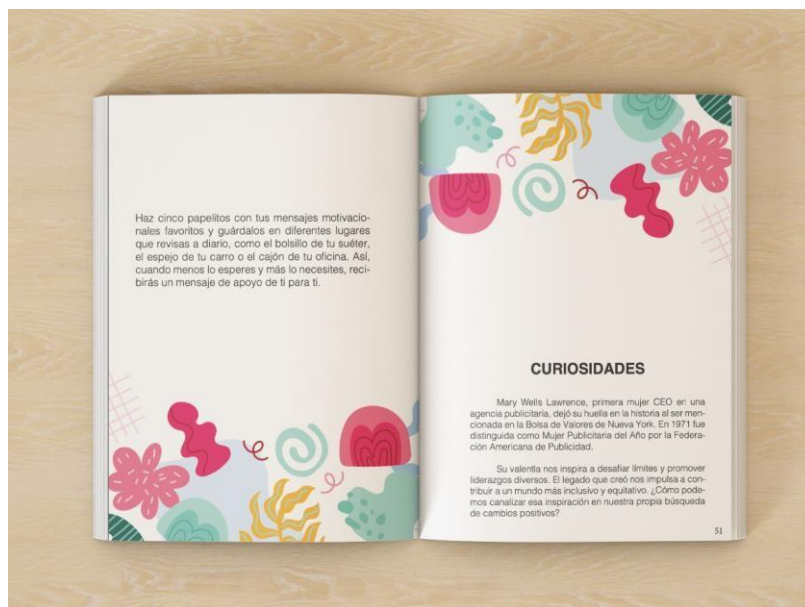 Haz cinco papelitos con tus mensajes motivacio-
nales favoritos y guárdalos en diferentes lugares
que revisas a diario, como el bolsillo de tu suéter,
el espejo de tu carro o el cajón de tu oficina. Así,
cuando menos lo esperes y más lo necesites, reci-
birás un mensaje de apoyo de ti para ti.
CURIOSIDADES
Mary Wells Lawrence, primera mujer CEO en una
agencia publicitaria, dejó su huella en la historia al ser men-
cionada en la Bolsa de Valores de Nueva York. En 1971 fue
distinguida como Mujer Publicitaria del Año por la Federa-
ción Americana de Publicidad.
Su valentía nos inspira a desafiar límites y promover
liderazgos diversos. El legado que creó nos impulsa a con-
tribuir a un mundo más inclusivo y equitativo. ¿Cómo pode-
mos canalizar esa inspiración en nuestra propia búsqueda
de cambios positivos?
51